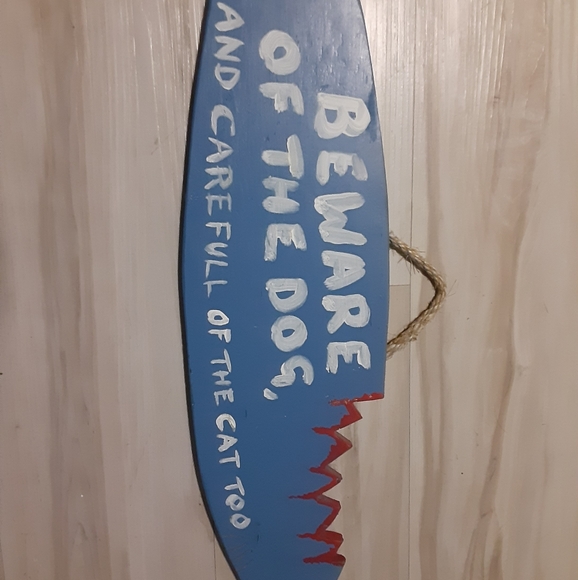 BEWARE
OF THE DOG,
AND CAREFULL OF THE CAT TOO